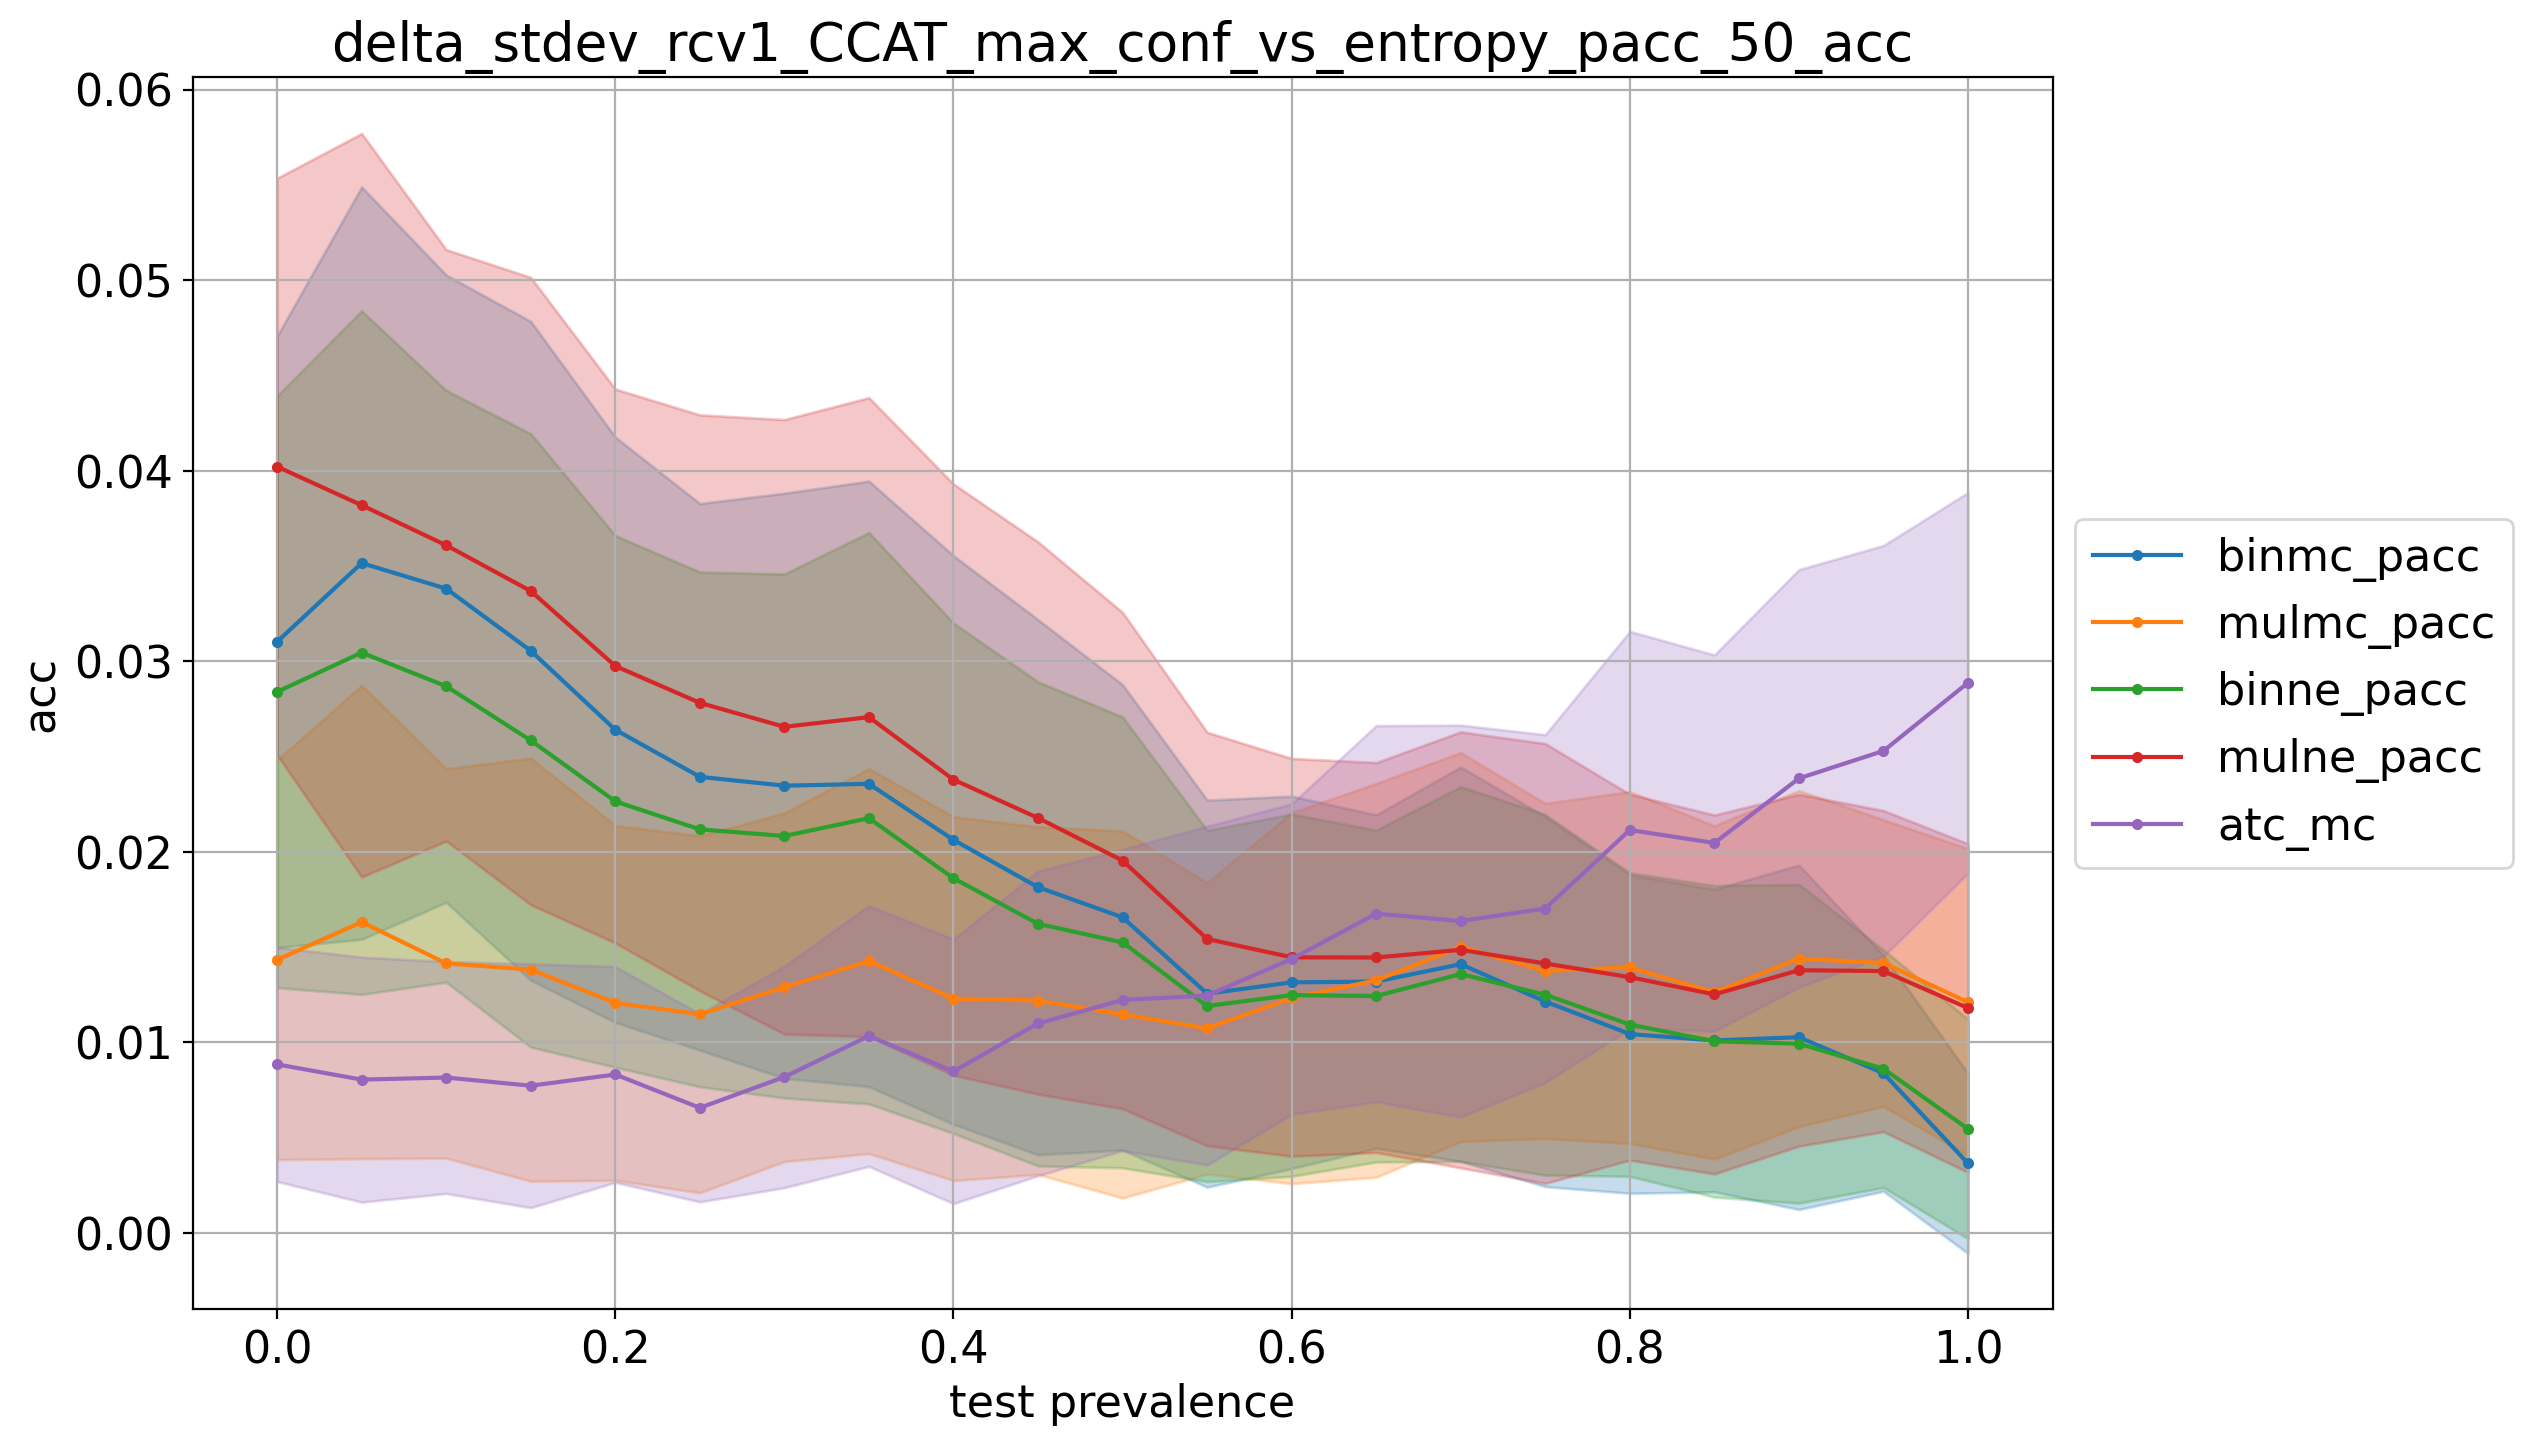 delta_stdev_rcv1_CCAT_max_conf_vs_entropy_pacc_50_acc
0.06
0.05
0.04
0.03
0.02
0.01
0.00
acc
0.0 0.2 0.4 0.6 0.8 1.0
test prevalence
binmc_pacc
mulmc_pacc
binne_pacc
mulne_pacc
atc_mc